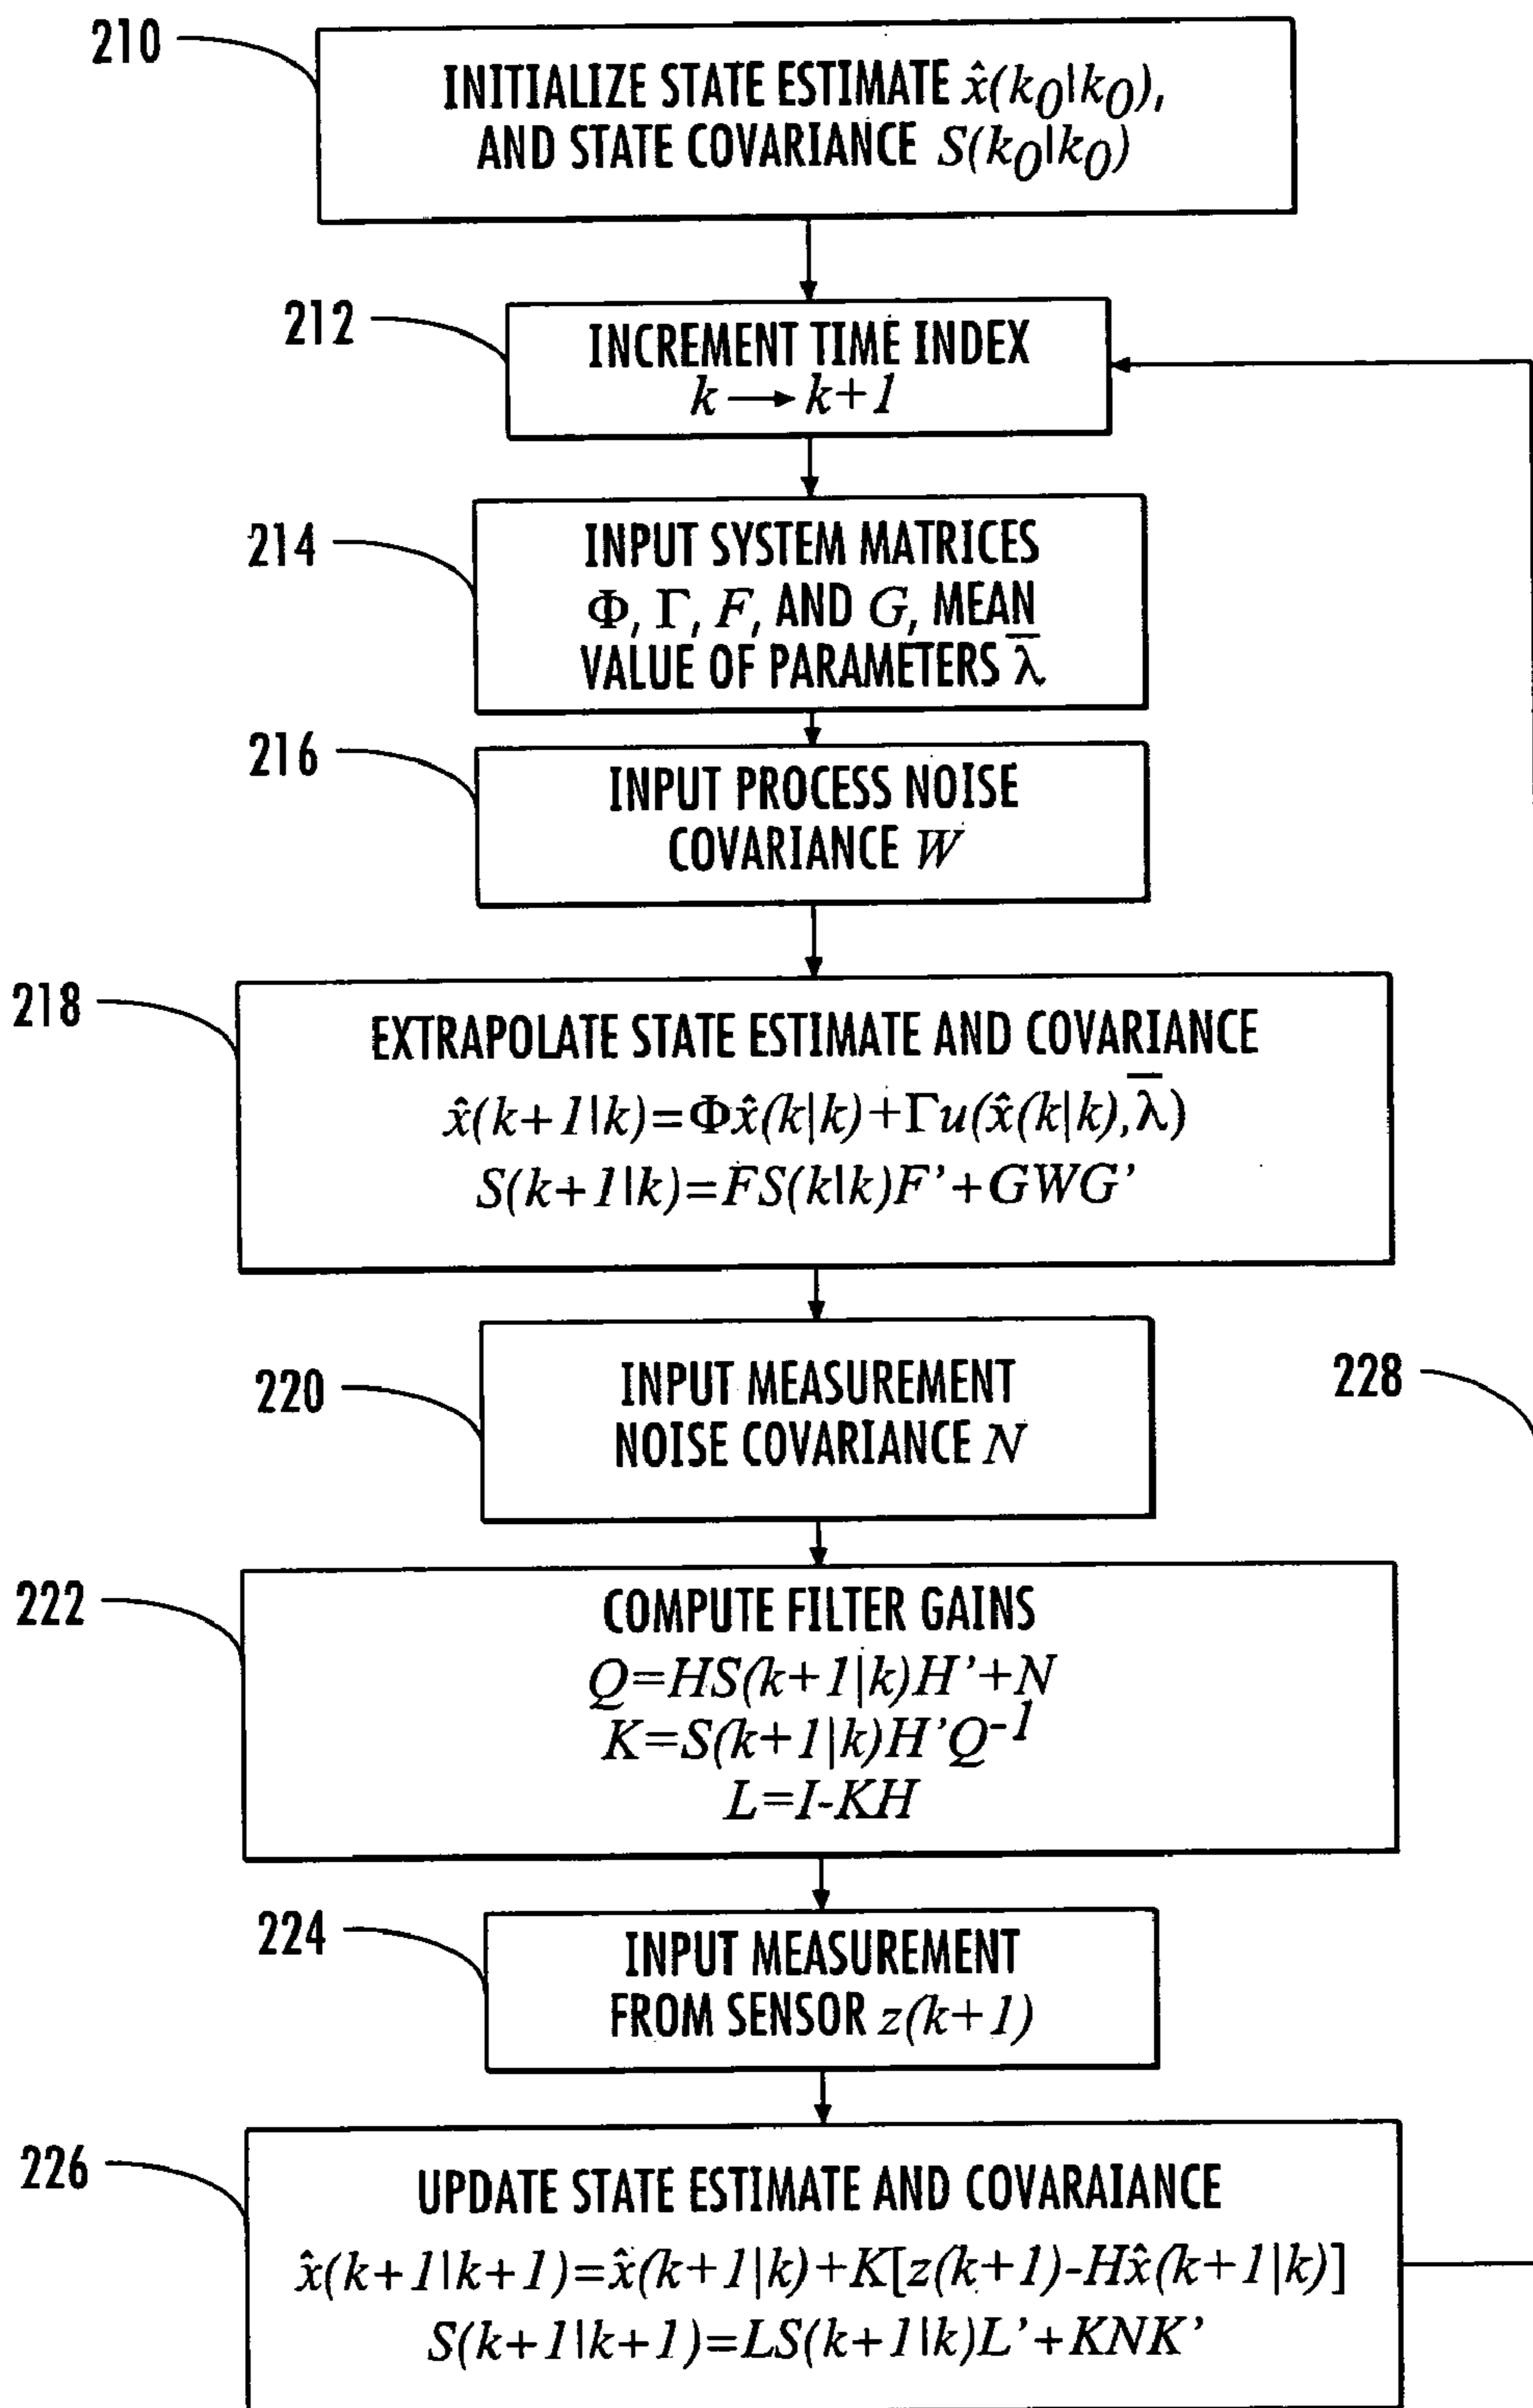 210
INITIALIZE STATE ESTIMATE x̂(k₀|k₀),
AND STATE COVARIANCE S(k₀|k₀)
212
INCREMENT TIME INDEX
k → k+1
214
INPUT SYSTEM MATRICES
Φ, Γ, F, AND G, MEAN
VALUE OF PARAMETERS λ̅
216
INPUT PROCESS NOISE
COVARIANCE W
218
EXTRAPOLATE STATE ESTIMATE AND COVARIANCE
x̂(k+1|k)=Φx̂(k|k)+Γu(x̂(k|k),λ̅)
S(k+1|k)=FS(k|k)F'+GWG'
220
INPUT MEASUREMENT
NOISE COVARIANCE N
228
222
COMPUTE FILTER GAINS
Q=HS(k+1|k)H'+N
K=S(k+1|k)H'Q⁻¹
L=I-KH
224
INPUT MEASUREMENT
FROM SENSOR z(k+1)
226
UPDATE STATE ESTIMATE AND COVARAIANCE
x̂(k+1|k+1)=x̂(k+1|k)+K[z(k+1)-Hx̂(k+1|k)]
S(k+1|k+1)=LS(k+1|k)L'+KNK'